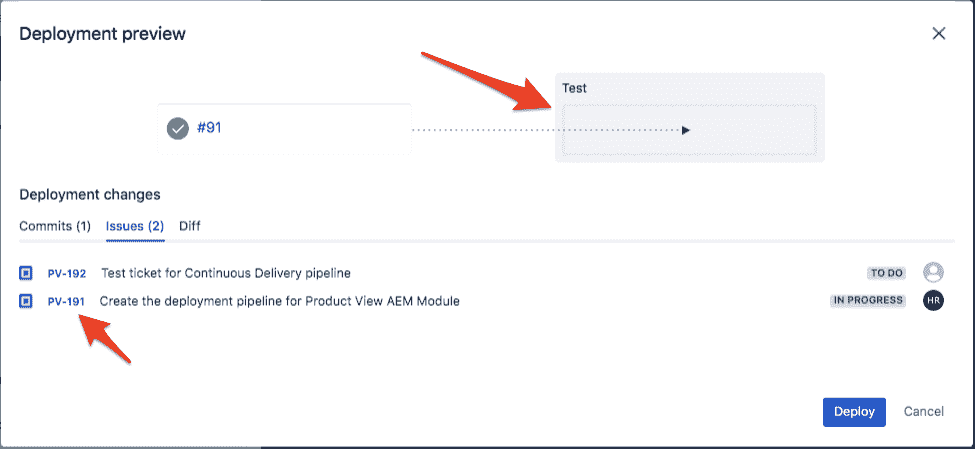 Deployment preview
Test
#91
Deployment changes
Commits (1) Issues (2) Diff
PV-192 Test ticket for Continuous Delivery pipeline TO DO
PV-191 Create the deployment pipeline for Product View AEM Module IN PROGRESS HR
Deploy Cancel